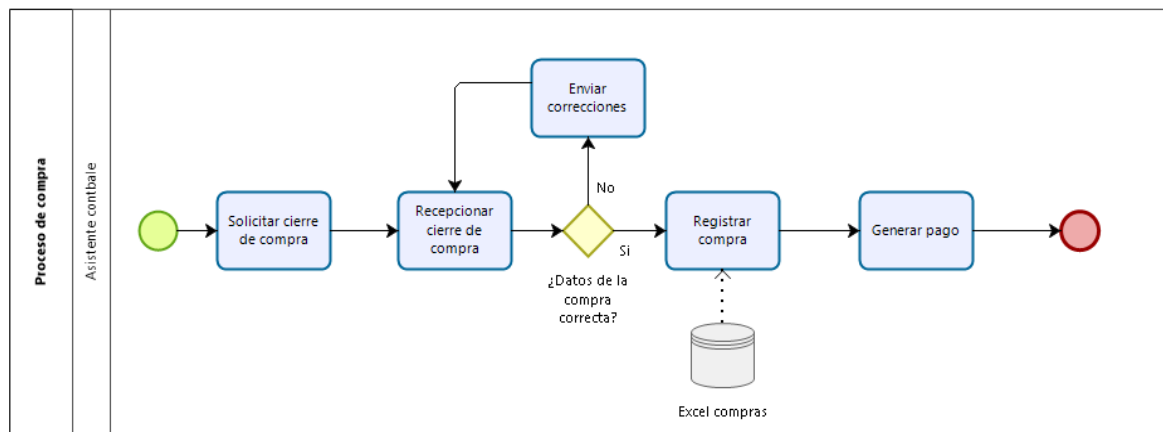 Proceso de compra
Asistente contbale
Solicitar cierre
de compra
Recepcionar
cierre de
compra
Enviar
correcciones
No
Si
¿Datos de la
compra
correcta?
Registrar
compra
Generar pago
Excel compras